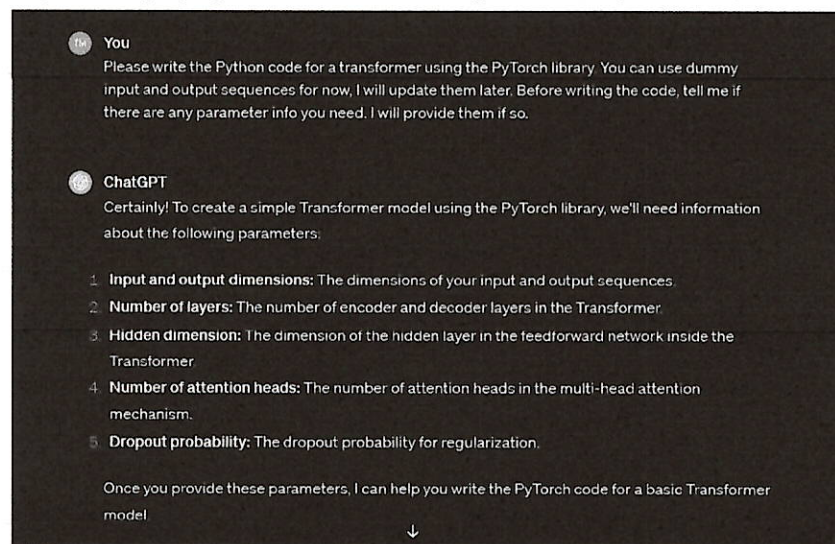 TM You
Please write the Python code for a transformer using the PyTorch library. You can use dummy
input and output sequences for now, I will update them later. Before writing the code, tell me if
there are any parameter info you need. I will provide them if so.
ChatGPT
Certainly! To create a simple Transformer model using the PyTorch library, we'll need information
about the following parameters:
1. Input and output dimensions: The dimensions of your input and output sequences.
2. Number of layers: The number of encoder and decoder layers in the Transformer.
3. Hidden dimension: The dimension of the hidden layer in the feedforward network inside the
Transformer.
4. Number of attention heads: The number of attention heads in the multi-head attention
mechanism.
5. Dropout probability: The dropout probability for regularization.
Once you provide these parameters, I can help you write the PyTorch code for a basic Transformer
model.